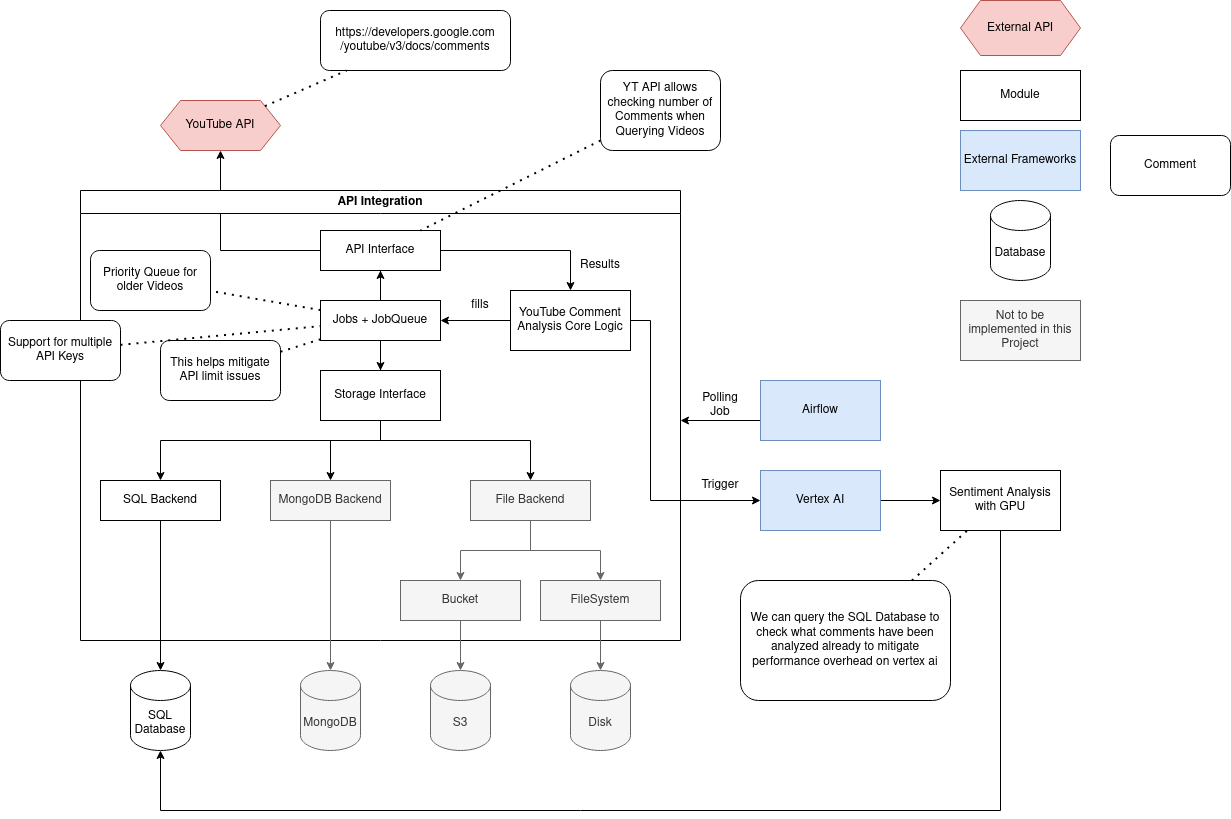 https://developers.google.com
/youtube/v3/docs/comments
External API
YT API allows
checking number of
Comments when
Querying Videos
Module
YouTube API
External Frameworks
Comment
API Integration
Database
API Interface
Results
Priority Queue for
older Videos
Jobs + JobQueue
fills
YouTube Comment
Analysis Core Logic
Not to be
implemented in this
Project
Support for multiple
API Keys
This helps mitigate
API limit issues
Storage Interface
Polling
Job
Airflow
SQL Backend
MongoDB Backend
File Backend
Trigger
Vertex AI
Sentiment Analysis
with GPU
Bucket
FileSystem
We can query the SQL Database to
check what comments have been
analyzed already to mitigate
performance overhead on vertex ai
SQL
Database
MongoDB
S3
Disk